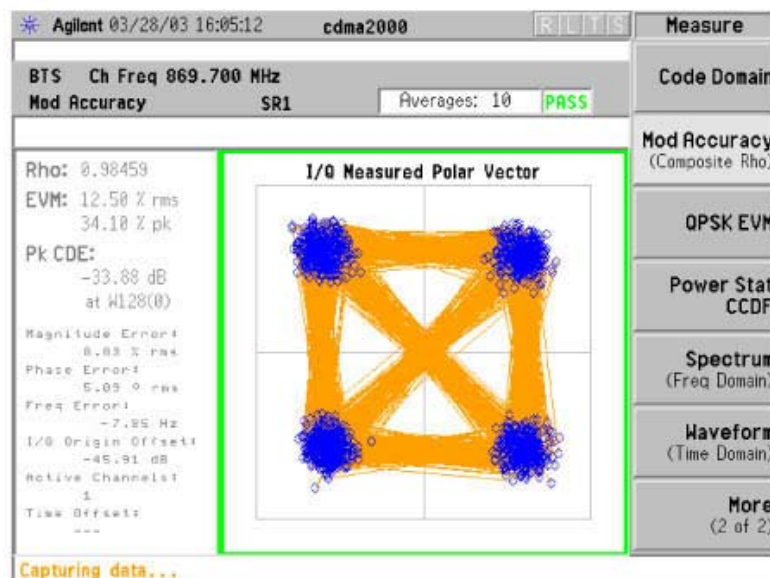 Agilent 03/28/03 16:05:12 cdma2000 R L T S
BTS Ch Freq 869.700 MHz
Mod Accuracy SR1 Averages: 10 PASS
Rho: 0.98459
EVM: 12.50 % rms
34.10 % pk
Pk CDE:
-33.88 dB
at W128(0)
Magnitude Error:
8.83 % rms
Phase Error:
5.09 º rms
Freq Error:
-7.85 Hz
I/Q Origin Offset:
-45.91 dB
Active Channels:
1
Time Offset:
---
I/Q Measured Polar Vector
Capturing data...
Measure
Code Domain
Mod Accuracy
(Composite Rho)
QPSK EVM
Power Stat
CCDF
Spectrum
(Freq Domain)
Waveform
(Time Domain)
More
(2 of 2)